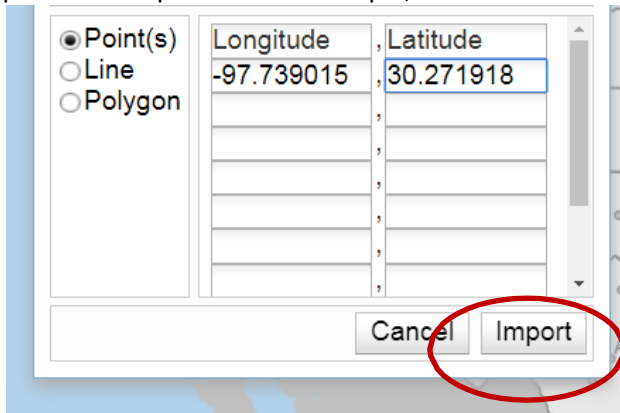 Point(s)
Line
Polygon
Longitude , Latitude
-97.739015 , 30.271918
,
,
,
,
,
,
Cancel Import